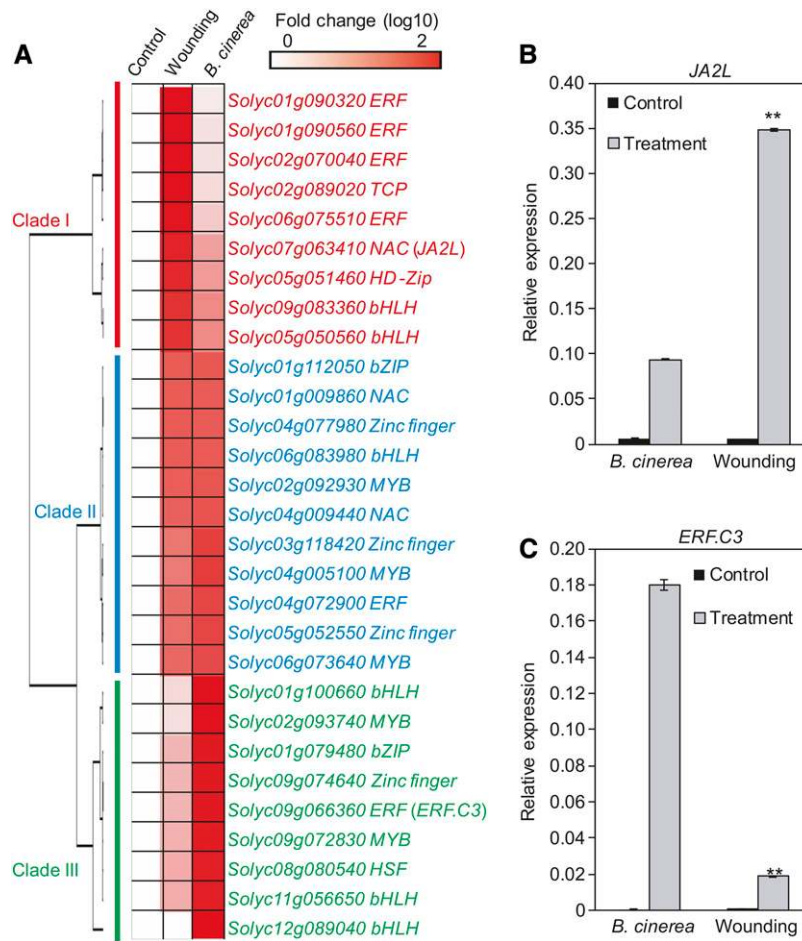 A
Fold change (log10)
0 2
Control
Wounding
B. cinerea
Clade I
Solyc01g090320 ERF
Solyc01g090560 ERF
Solyc02g070040 ERF
Solyc02g089020 TCP
Solyc06g075510 ERF
Solyc07g063410 NAC (JA2L)
Solyc05g051460 HD-Zip
Solyc09g083360 bHLH
Solyc05g050560 bHLH
Clade II
Solyc01g112050 bZIP
Solyc01g009860 NAC
Solyc04g077980 Zinc finger
Solyc06g083980 bHLH
Solyc02g092930 MYB
Solyc04g009440 NAC
Solyc03g118420 Zinc finger
Solyc04g005100 MYB
Solyc04g072900 ERF
Solyc05g052550 Zinc finger
Solyc06g073640 MYB
Clade III
Solyc01g100660 bHLH
Solyc02g093740 MYB
Solyc01g079480 bZIP
Solyc09g074640 Zinc finger
Solyc09g066360 ERF (ERF.C3)
Solyc09g072830 MYB
Solyc08g080540 HSF
Solyc11g056650 bHLH
Solyc12g089040 bHLH
B
JA2L
Control
Treatment
**
Relative expression
0.40
0.35
0.30
0.25
0.20
0.15
0.10
0.05
0
B. cinerea Wounding
C
ERF.C3
Control
Treatment
**
Relative expression
0.20
0.18
0.16
0.14
0.12
0.10
0.08
0.06
0.04
0.02
0
B. cinerea Wounding